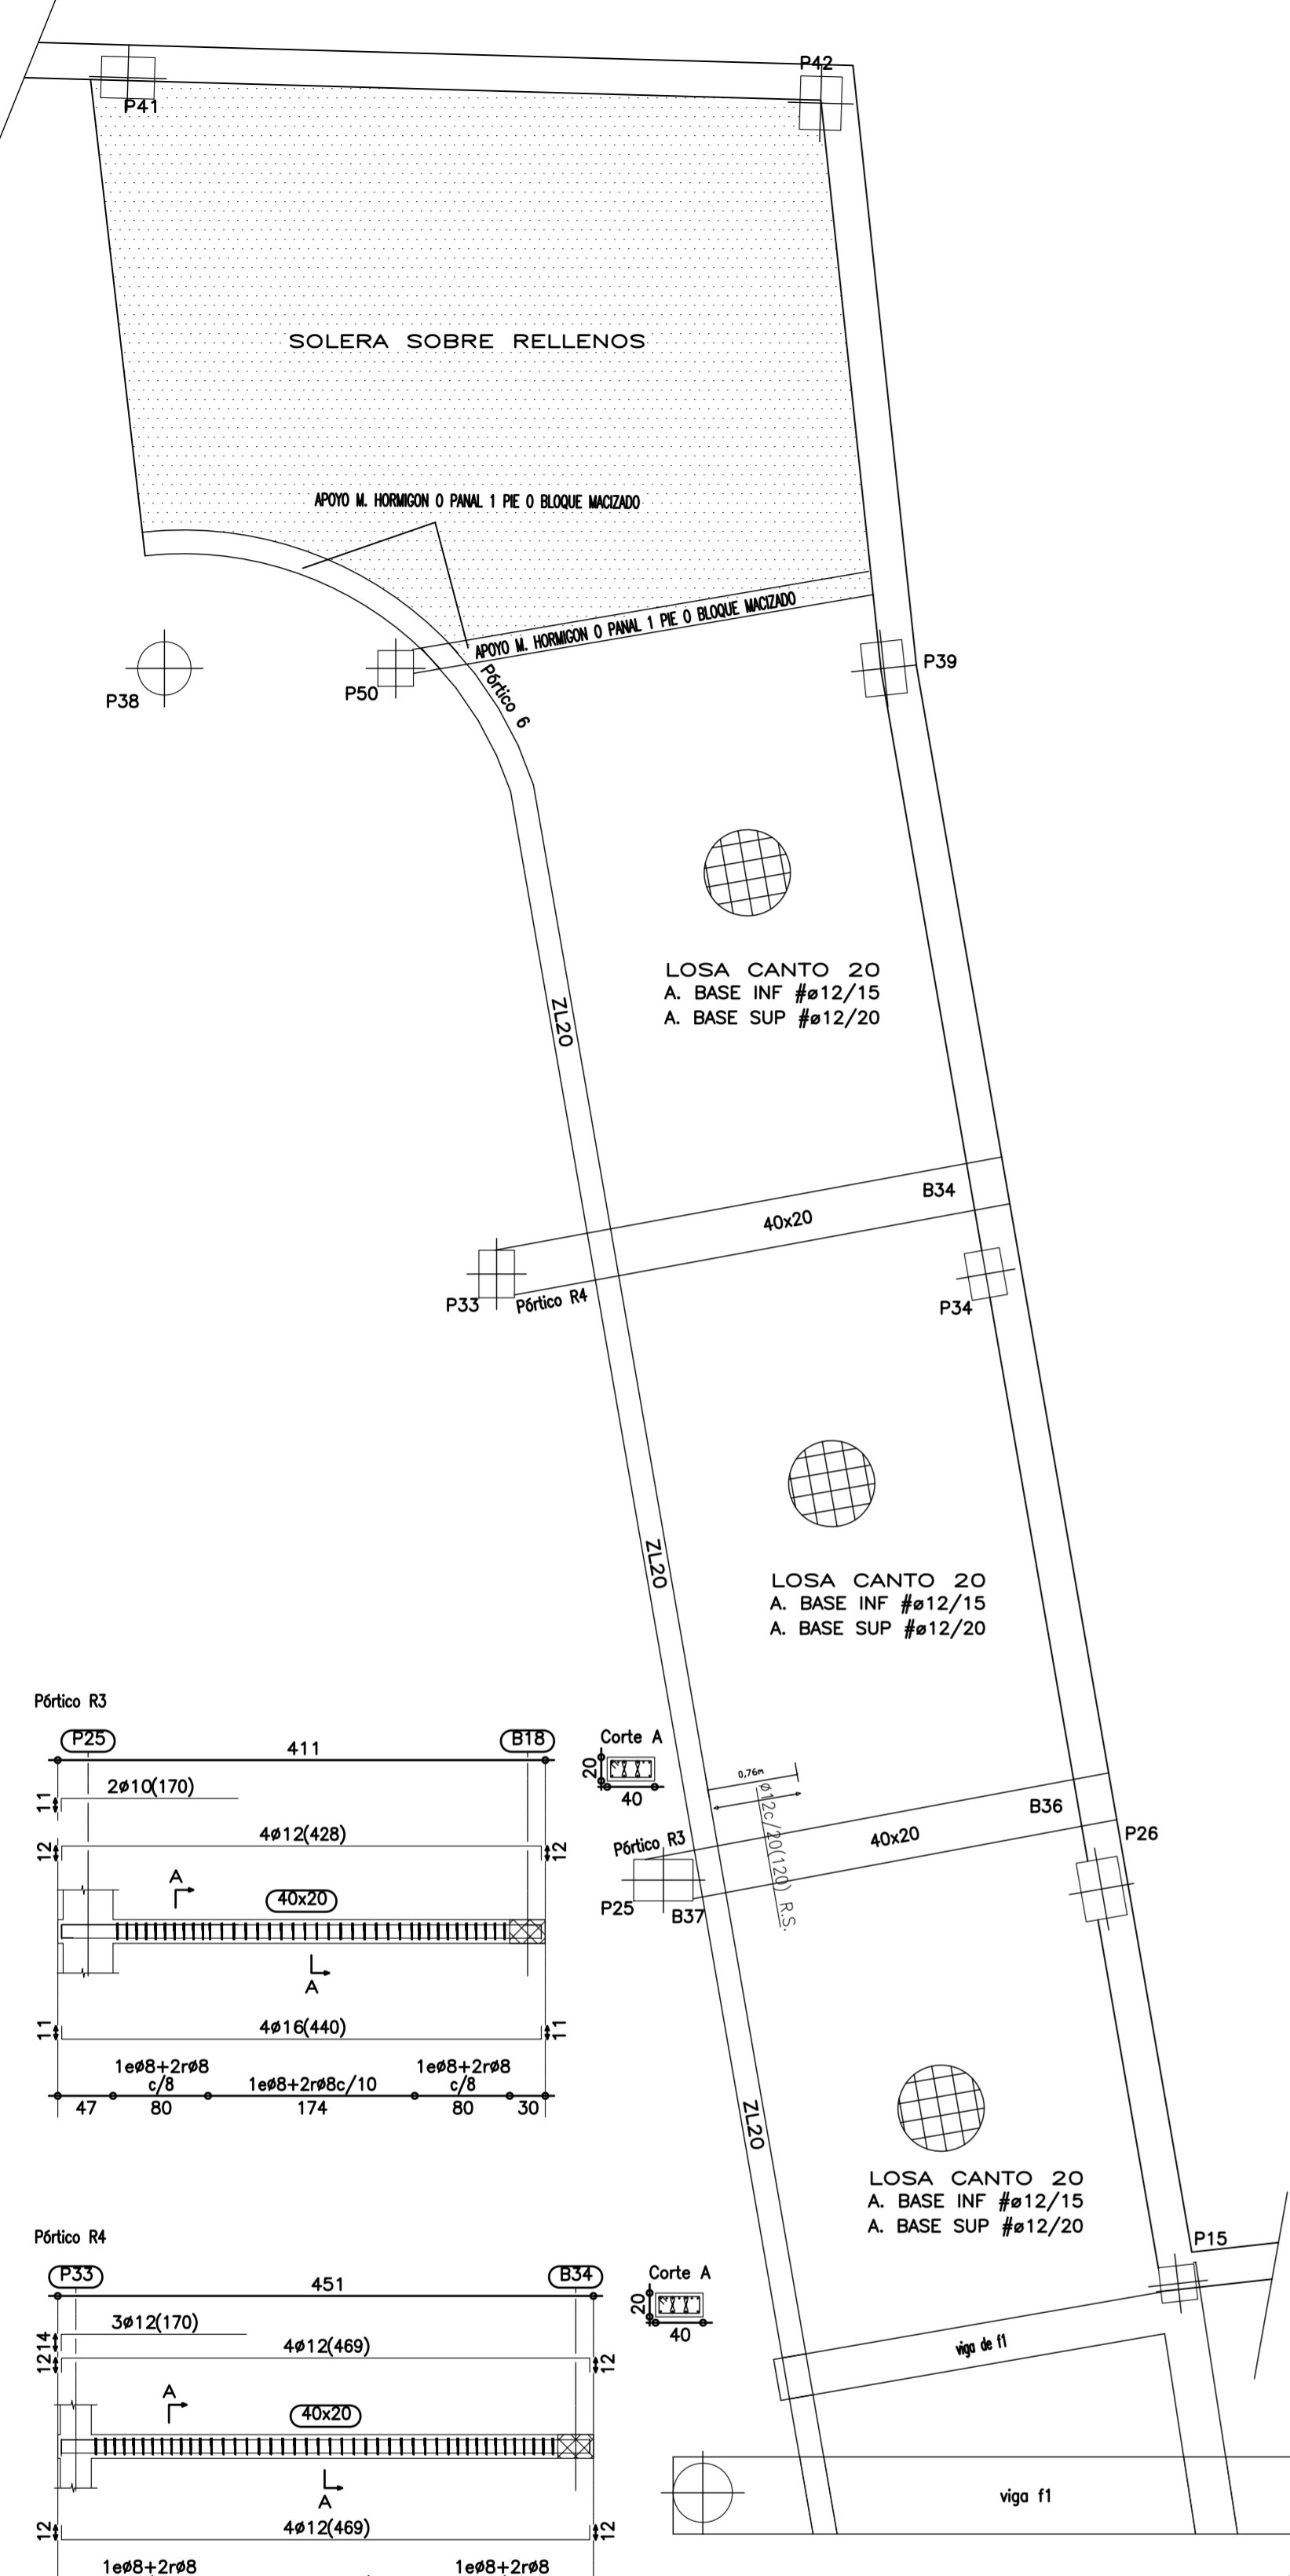 P42
P41
SOLERA SOBRE RELLENOS
APOYO M. HORMIGON O PANAL 1 PIE O BLOQUE MACIZADO
APOYO M. HORMIGON O PANAL 1 PIE O BLOQUE MACIZADO
P39
P38
P50
Pórtico 6
LOSA CANTO 20
A. BASE INF #ø12/15
A. BASE SUP #ø12/20
ZL20
B34
40x20
P33
Pórtico R4
P34
ZL20
LOSA CANTO 20
A. BASE INF #ø12/15
A. BASE SUP #ø12/20
0,76m
ø12c/20(120) R.S.
B36
40x20
Pórtico R3
P26
P25
B37
ZL20
LOSA CANTO 20
A. BASE INF #ø12/15
A. BASE SUP #ø12/20
P15
viga de f1
viga f1
Pórtico R3
P25
411
B18
Corte A
20
40
2ø10(170)
11
4ø12(428)
12
12
A
40x20
A
4ø16(440)
11
11
1eø8+2rø8
c/8
1eø8+2rø8c/10
1eø8+2rø8
c/8
47
80
174
80
30
Pórtico R4
P33
451
B34
Corte A
20
40
3ø12(170)
14
4ø12(469)
12
12
A
40x20
A
4ø12(469)
12
12
1eø8+2rø8
1eø8+2rø8